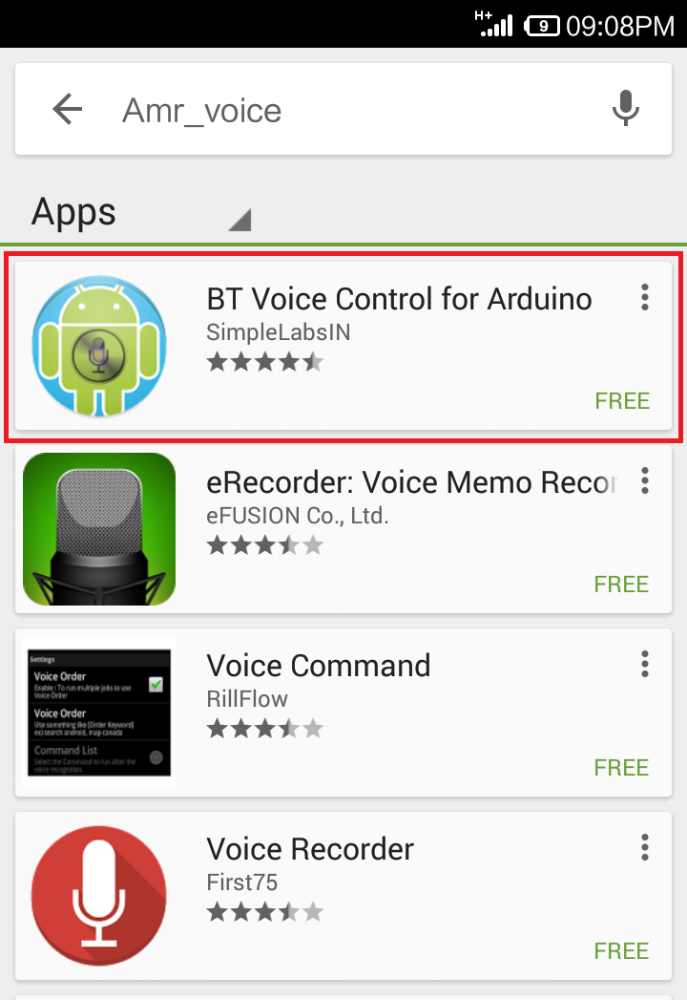 H+ 9 09:08PM
Amr_voice
Apps
BT Voice Control for Arduino
SimpleLabsIN
FREE
eRecorder: Voice Memo Recor
eFUSION Co., Ltd.
FREE
Settings
Voice Order
Enable : To run multiple jobs to use
Voice Order
Voice Order
Use something like [Order Keyword]
ex) search android, map canada
Command List
Select the Command to run after the
voice recognition.
Voice Command
RillFlow
FREE
Voice Recorder
First75
FREE